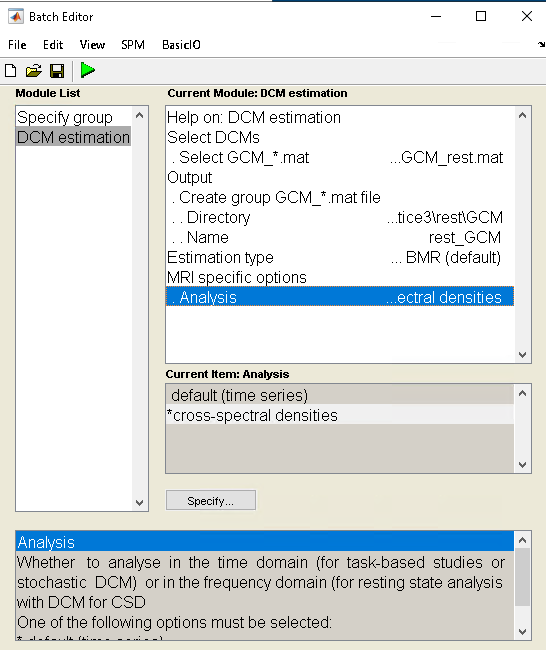 Batch Editor
File Edit View SPM BasicIO
Module List
Current Module: DCM estimation
Specify group
DCM estimation
Help on: DCM estimation
Select DCMs
. Select GCM_*.mat ...GCM_rest.mat
Output
. Create group GCM_*.mat file
. . Directory ...tice3\rest\GCM
. . Name rest_GCM
Estimation type ... BMR (default)
MRI specific options
. Analysis ...ectral densities
Current Item: Analysis
default (time series)
*cross-spectral densities
Specify...
Analysis
Whether to analyse in the time domain (for task-based studies or
stochastic DCM) or in the frequency domain (for resting state analysis
with DCM for CSD
One of the following options must be selected:
* default (time series)